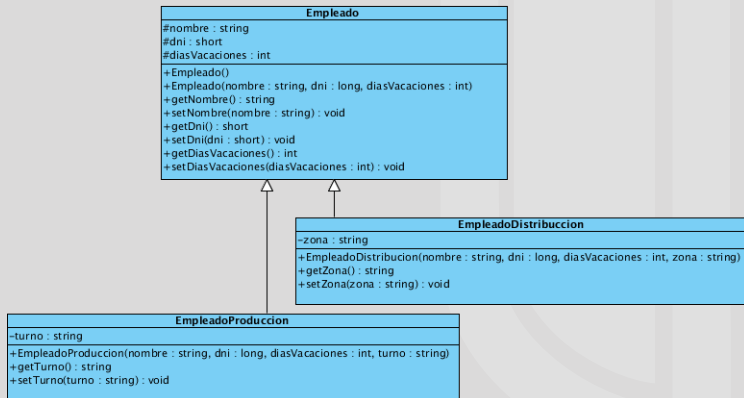 Empleado
#nombre : string
#dni : short
#diasVacaciones : int
+Empleado()
+Empleado(nombre : string, dni : long, diasVacaciones : int)
+getNombre() : string
+setNombre(nombre : string) : void
+getDni() : short
+setDni(dni : short) : void
+getDiasVacaciones() : int
+setDiasVacaciones(diasVacaciones : int) : void
EmpleadoDistribuccion
-zona : string
+EmpleadoDistribucion(nombre : string, dni : long, diasVacaciones : int, zona : string)
+getZona() : string
+setZona(zona : string) : void
EmpleadoProduccion
-turno : string
+EmpleadoProduccion(nombre : string, dni : long, diasVacaciones : int, turno : string)
+getTurno() : string
+setTurno(turno : string) : void